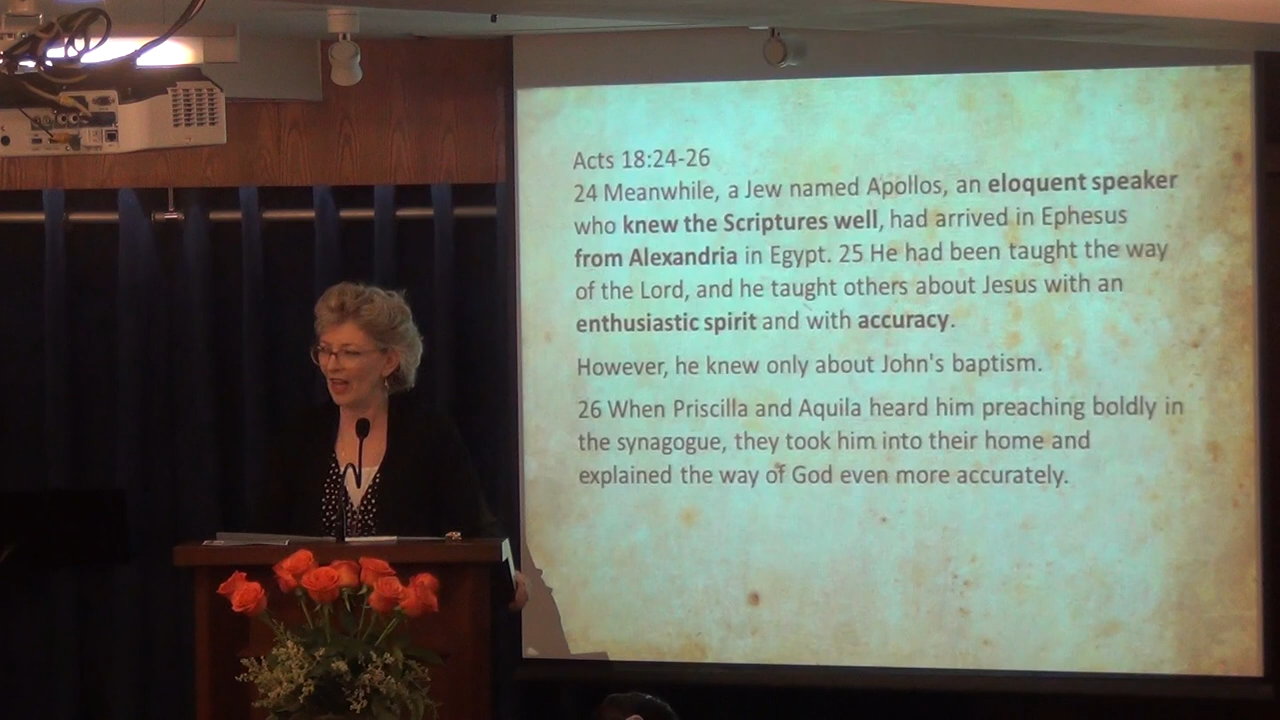 Acts 18:24-26
24 Meanwhile, a Jew named Apollos, an eloquent speaker
who knew the Scriptures well, had arrived in Ephesus
from Alexandria in Egypt. 25 He had been taught the way
of the Lord, and he taught others about Jesus with an
enthusiastic spirit and with accuracy.
However, he knew only about John's baptism.
26 When Priscilla and Aquila heard him preaching boldly in
the synagogue, they took him into their home and
explained the way of God even more accurately.